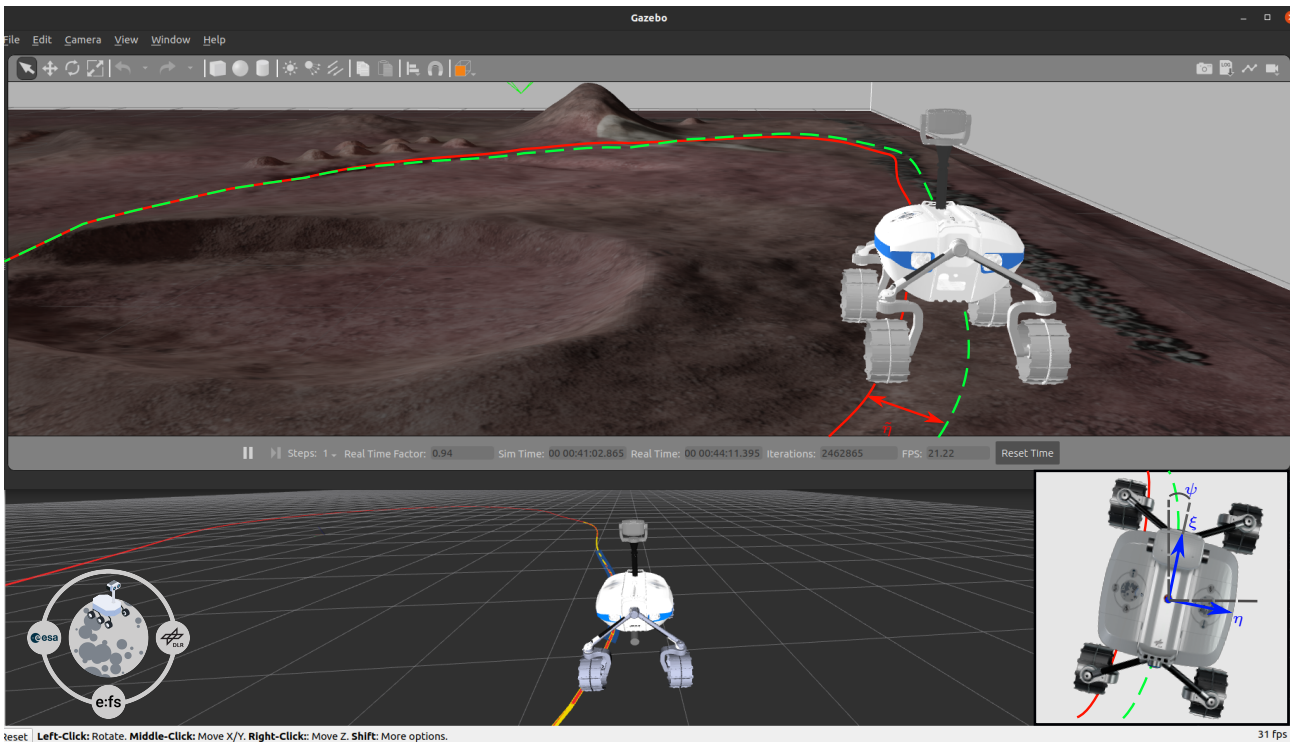 Gazebo
File Edit Camera View Window Help
LOG
η̄
Steps: 1 Real Time Factor: 0.94 Sim Time: 00 00:41:02.865 Real Time: 00 00:44:11.395 Iterations: 2462865 FPS: 21.22 Reset Time
ψ
ξ
η
esa
DLR
e:fs
Reset Left-Click: Rotate. Middle-Click: Move X/Y. Right-Click:: Move Z. Shift: More options. 31 fps